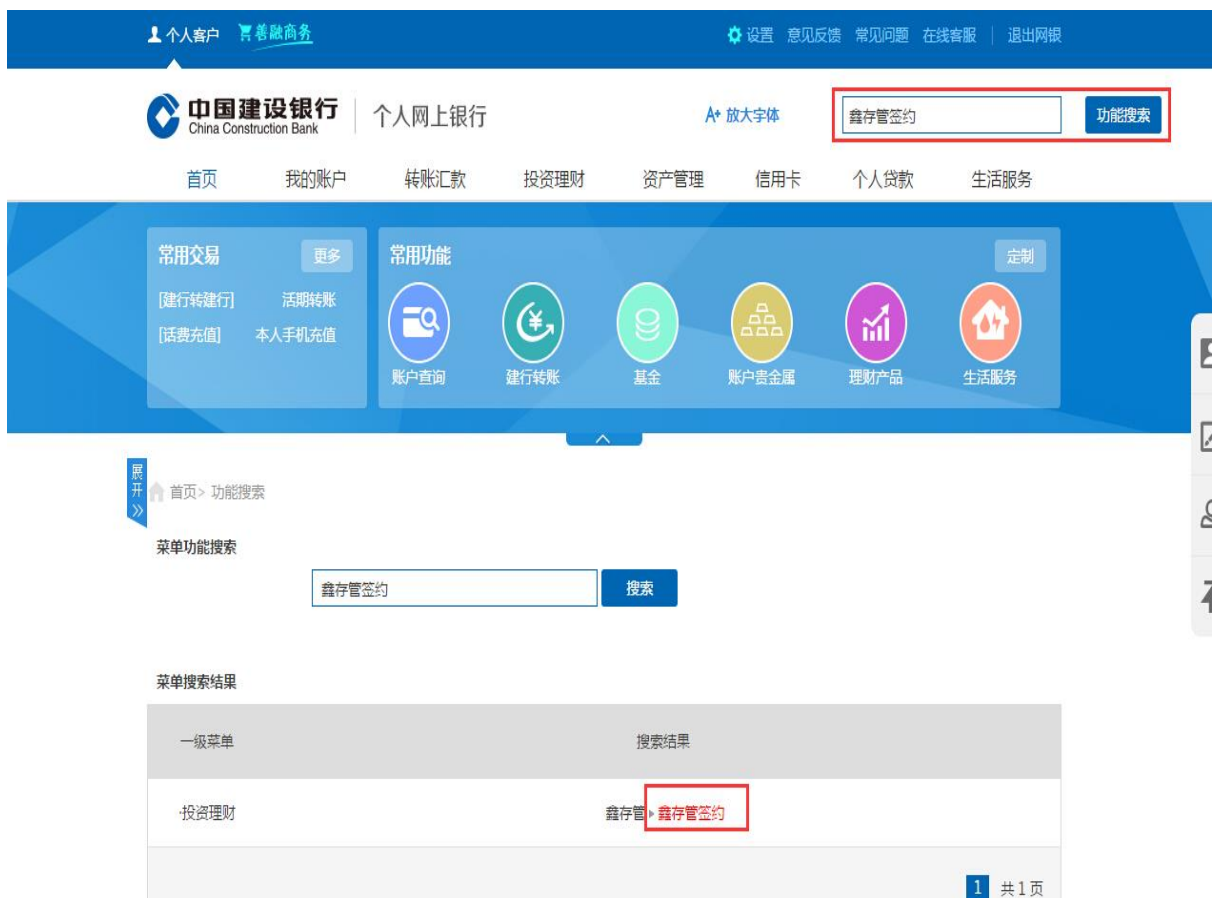 个人客户 善融商务 设置 意见反馈 常见问题 在线客服 | 退出网银
中国建设银行 China Construction Bank 个人网上银行 A+ 放大字体 鑫存管签约 功能搜索
首页 我的账户 转账汇款 投资理财 资产管理 信用卡 个人贷款 生活服务
常用交易 更多
[建行转建行] 活期转账
[话费充值] 本人手机充值
常用功能 定制
账户查询 建行转账 基金 账户贵金属 理财产品 生活服务
展开
首页> 功能搜索
菜单功能搜索
鑫存管签约 搜索
菜单搜索结果
一级菜单 搜索结果
·投资理财 鑫存管▶鑫存管签约
1 共1页